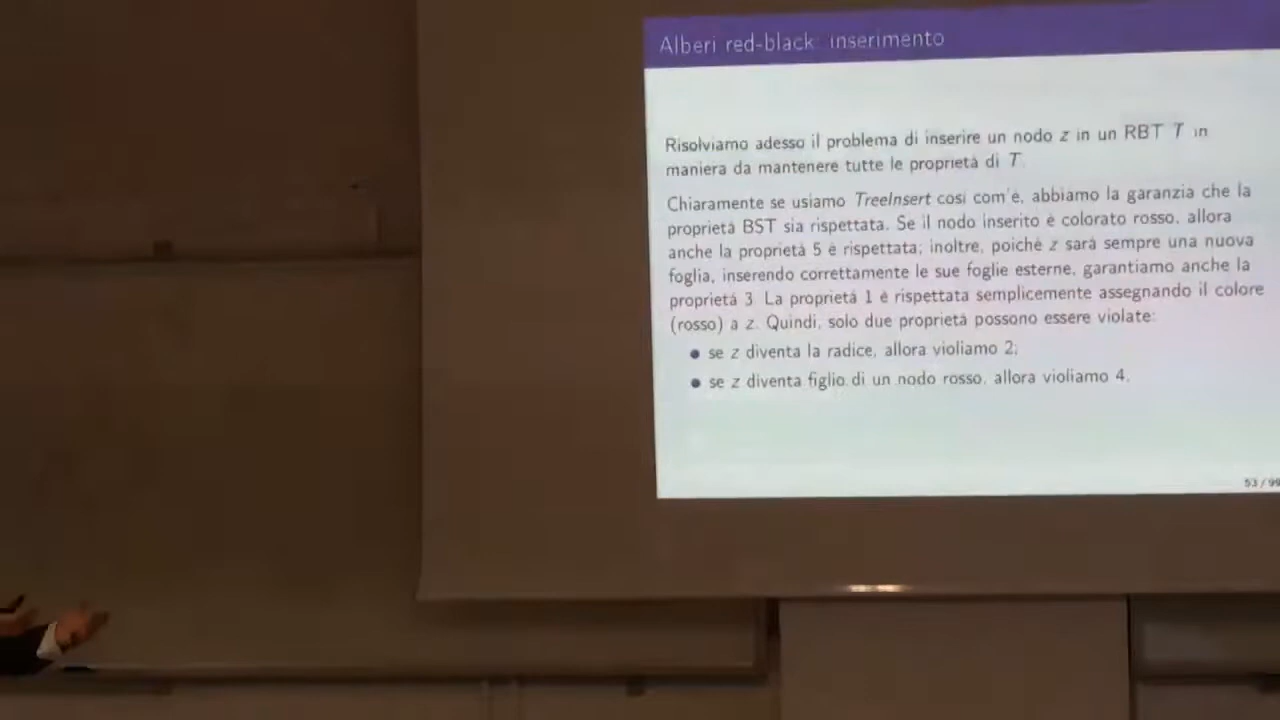 Alberi red-black: inserimento
Risolviamo adesso il problema di inserire un nodo z in un RBT T in
maniera da mantenere tutte le proprietà di T.
Chiaramente se usiamo TreeInsert così com'è, abbiamo la garanzia che la
proprietà BST sia rispettata. Se il nodo inserito è colorato rosso, allora
anche la proprietà 5 è rispettata; inoltre, poichè z sarà sempre una nuova
foglia, inserendo correttamente le sue foglie esterne, garantiamo anche la
proprietà 3. La proprietà 1 è rispettata semplicemente assegnando il colore
(rosso) a z. Quindi, solo due proprietà possono essere violate:
• se z diventa la radice, allora violiamo 2;
• se z diventa figlio di un nodo rosso, allora violiamo 4.
53 / 99